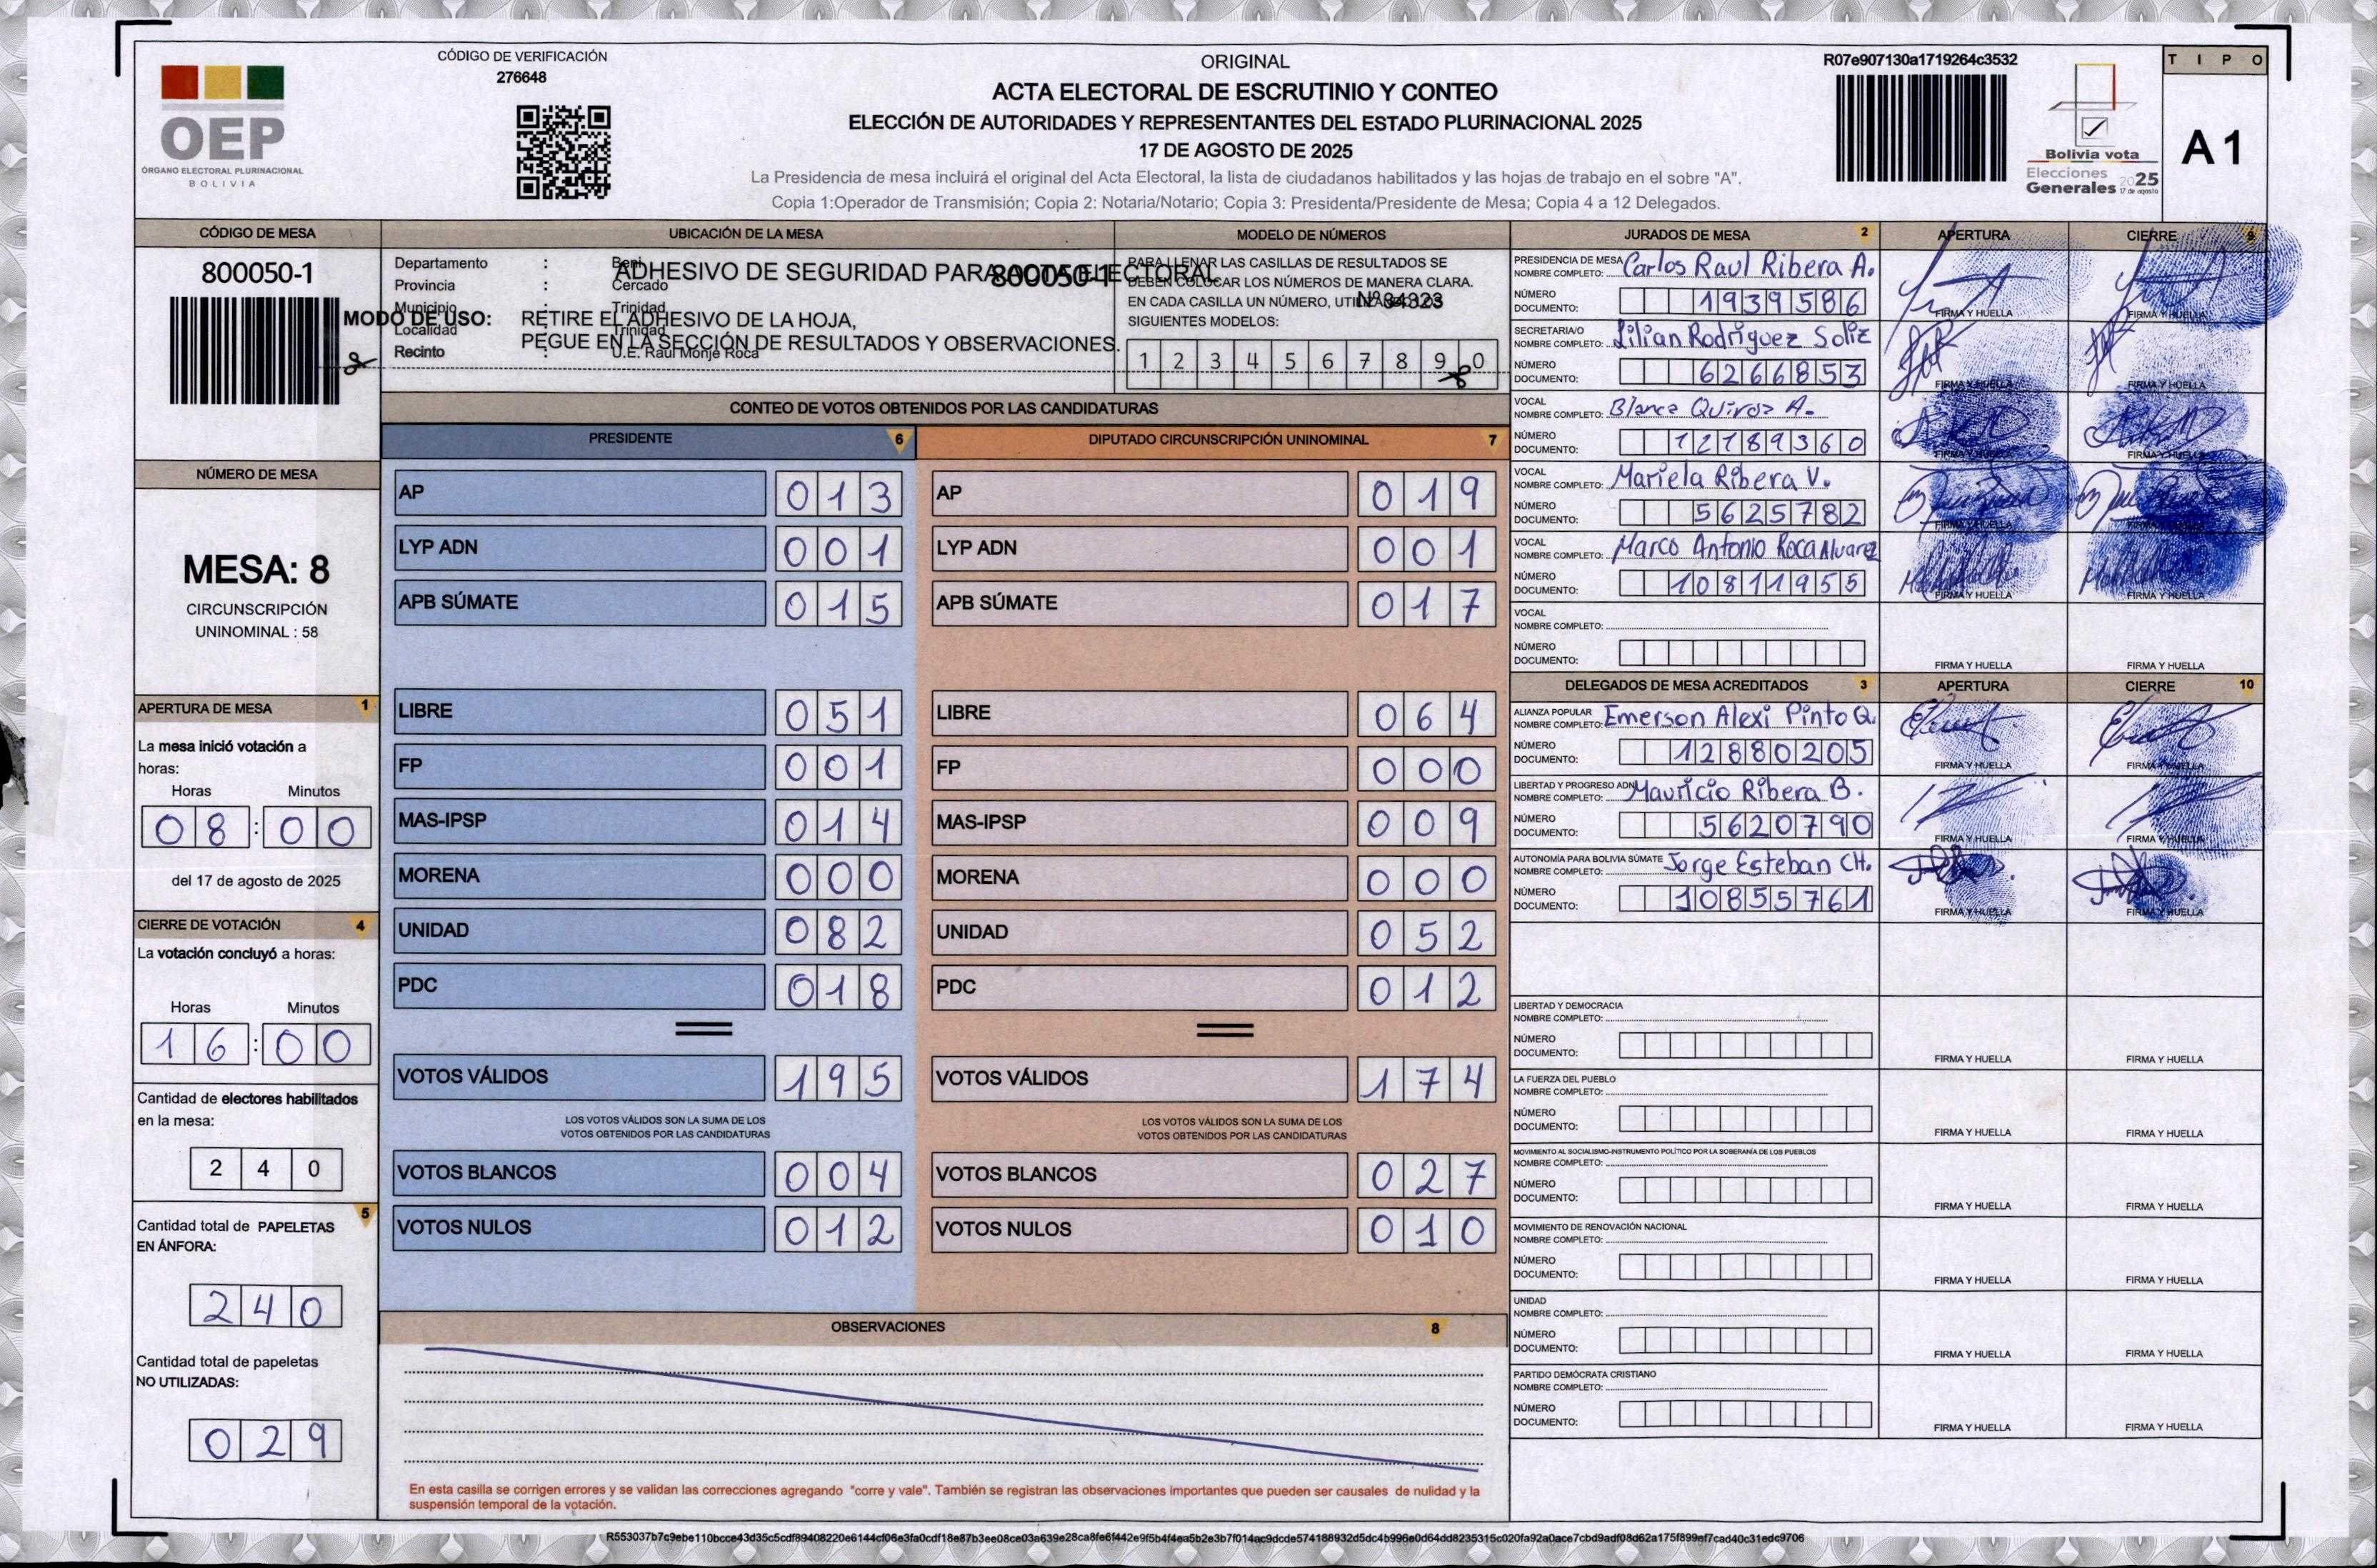 CÓDIGO DE VERIFICACIÓN
276648
OEP
ÓRGANO ELECTORAL PLURINACIONAL
BOLIVIA
ORIGINAL
ACTA ELECTORAL DE ESCRUTINIO Y CONTEO
ELECCIÓN DE AUTORIDADES Y REPRESENTANTES DEL ESTADO PLURINACIONAL 2025
17 DE AGOSTO DE 2025
La Presidencia de mesa incluirá el original del Acta Electoral, la lista de ciudadanos habilitados y las hojas de trabajo en el sobre "A".
Copia 1:Operador de Transmisión; Copia 2: Notaria/Notario; Copia 3: Presidenta/Presidente de Mesa; Copia 4 a 12 Delegados.
R07e907130a1719264c3532
Bolivia vota
Elecciones
Generales 2025
17 de agosto
TIPO
A 1
CÓDIGO DE MESA
800050-1
NÚMERO DE MESA
MESA: 8
CIRCUNSCRIPCIÓN
UNINOMINAL : 58
APERTURA DE MESA 1
La mesa inició votación a
horas:
Horas Minutos
08:00
del 17 de agosto de 2025
CIERRE DE VOTACIÓN 4
La votación concluyó a horas:
Horas Minutos
16:00
Cantidad de electores habilitados
en la mesa:
240
5
Cantidad total de PAPELETAS
EN ÁNFORA:
240
Cantidad total de papeletas
NO UTILIZADAS:
029
UBICACIÓN DE LA MESA
Departamento : Beni
Provincia : Cercado
Municipio : Trinidad
Localidad : Trinidad
Recinto : U.E. Raúl Monje Roca
ADHESIVO DE SEGURIDAD PARA ACTA ELECTORAL
800050-1
Nº 34323
MODO DE USO: RETIRE EL ADHESIVO DE LA HOJA,
PEGUE EN LA SECCIÓN DE RESULTADOS Y OBSERVACIONES.
MODELO DE NÚMEROS
PARA LLENAR LAS CASILLAS DE RESULTADOS SE
DEBEN COLOCAR LOS NÚMEROS DE MANERA CLARA.
EN CADA CASILLA UN NÚMERO, UTILIZANDO LOS
SIGUIENTES MODELOS:
1 2 3 4 5 6 7 8 9 0
CONTEO DE VOTOS OBTENIDOS POR LAS CANDIDATURAS
PRESIDENTE 6
AP 013
LYP ADN 001
APB SÚMATE 015
LIBRE 051
FP 001
MAS-IPSP 014
MORENA 000
UNIDAD 082
PDC 018
VOTOS VÁLIDOS 195
LOS VOTOS VÁLIDOS SON LA SUMA DE LOS
VOTOS OBTENIDOS POR LAS CANDIDATURAS
VOTOS BLANCOS 004
VOTOS NULOS 012
DIPUTADO CIRCUNSCRIPCIÓN UNINOMINAL 7
AP 019
LYP ADN 001
APB SÚMATE 017
LIBRE 064
FP 000
MAS-IPSP 009
MORENA 000
UNIDAD 052
PDC 012
VOTOS VÁLIDOS 174
LOS VOTOS VÁLIDOS SON LA SUMA DE LOS
VOTOS OBTENIDOS POR LAS CANDIDATURAS
VOTOS BLANCOS 027
VOTOS NULOS 010
OBSERVACIONES 8
En esta casilla se corrigen errores y se validan las correcciones agregando "corre y vale". También se registran las observaciones importantes que pueden ser causales de nulidad y la
suspensión temporal de la votación.
JURADOS DE MESA 2 APERTURA CIERRE 9
PRESIDENCIA DE MESA
NOMBRE COMPLETO: Carlos Raul Ribera A.
NÚMERO
DOCUMENTO: 1939586
FIRMA Y HUELLA FIRMA Y HUELLA
SECRETARIA/O
NOMBRE COMPLETO: Lilian Rodriguez Soliz
NÚMERO
DOCUMENTO: 6266853
FIRMA Y HUELLA FIRMA Y HUELLA
VOCAL
NOMBRE COMPLETO: Blanca Quiroz A.
NÚMERO
DOCUMENTO: 12189360
FIRMA Y HUELLA FIRMA Y HUELLA
VOCAL
NOMBRE COMPLETO: Mariela Ribera V.
NÚMERO
DOCUMENTO: 5625782
FIRMA Y HUELLA
VOCAL
NOMBRE COMPLETO: Marco Antonio Roca Alvarez
NÚMERO
DOCUMENTO: 10811955
FIRMA Y HUELLA FIRMA Y HUELLA
VOCAL
NOMBRE COMPLETO:
NÚMERO
DOCUMENTO:
FIRMA Y HUELLA FIRMA Y HUELLA
DELEGADOS DE MESA ACREDITADOS 3 APERTURA CIERRE 10
ALIANZA POPULAR
NOMBRE COMPLETO: Emerson Alexi Pinto Q.
NÚMERO
DOCUMENTO: 12880205
FIRMA Y HUELLA FIRMA Y HUELLA
LIBERTAD Y PROGRESO ADN
NOMBRE COMPLETO: Mauricio Ribera B.
NÚMERO
DOCUMENTO: 5620790
FIRMA Y HUELLA FIRMA Y HUELLA
AUTONOMÍA PARA BOLIVIA SÚMATE
NOMBRE COMPLETO: Jorge Esteban CH.
NÚMERO
DOCUMENTO: 10855761
FIRMA Y HUELLA FIRMA Y HUELLA
LIBERTAD Y DEMOCRACIA
NOMBRE COMPLETO:
NÚMERO
DOCUMENTO:
FIRMA Y HUELLA FIRMA Y HUELLA
LA FUERZA DEL PUEBLO
NOMBRE COMPLETO:
NÚMERO
DOCUMENTO:
FIRMA Y HUELLA FIRMA Y HUELLA
MOVIMIENTO AL SOCIALISMO-INSTRUMENTO POLÍTICO POR LA SOBERANÍA DE LOS PUEBLOS
NOMBRE COMPLETO:
NÚMERO
DOCUMENTO:
FIRMA Y HUELLA FIRMA Y HUELLA
MOVIMIENTO DE RENOVACIÓN NACIONAL
NOMBRE COMPLETO:
NÚMERO
DOCUMENTO:
FIRMA Y HUELLA FIRMA Y HUELLA
UNIDAD
NOMBRE COMPLETO:
NÚMERO
DOCUMENTO:
FIRMA Y HUELLA FIRMA Y HUELLA
PARTIDO DEMÓCRATA CRISTIANO
NOMBRE COMPLETO:
NÚMERO
DOCUMENTO:
FIRMA Y HUELLA FIRMA Y HUELLA